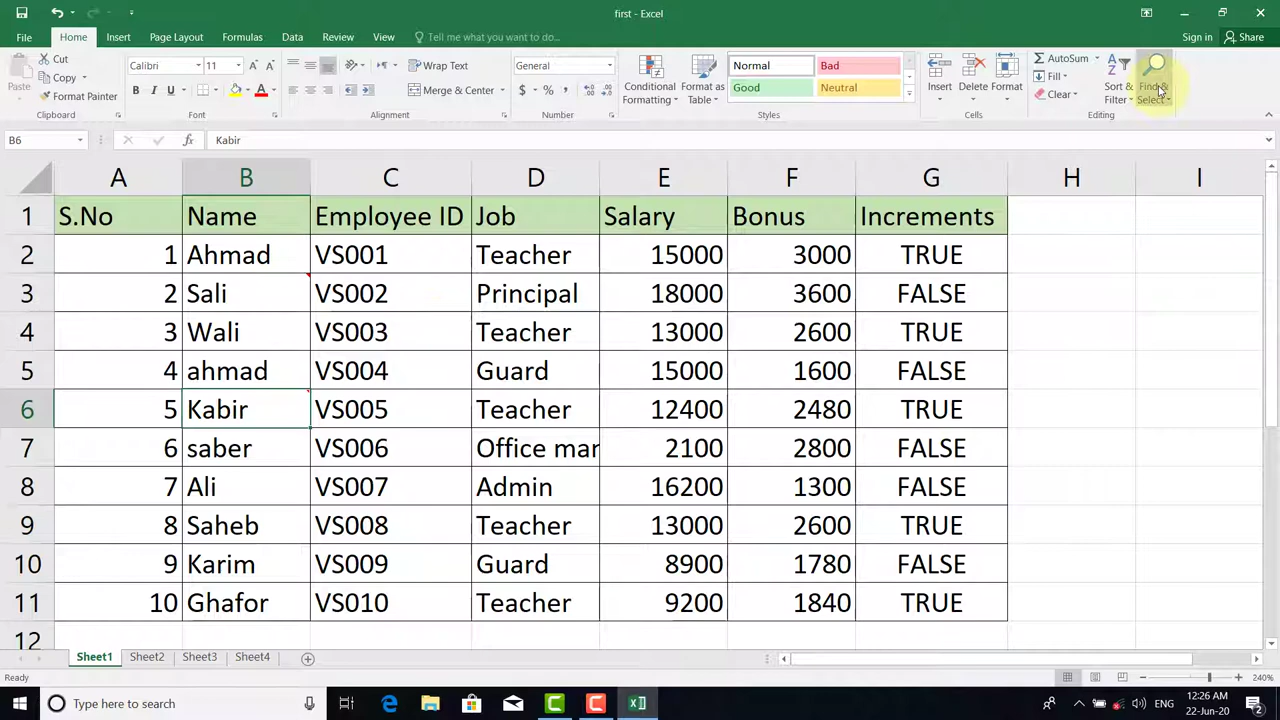 first - Excel
File Home Insert Page Layout Formulas Data Review View Tell me what you want to do... Sign in Share
Paste Cut Copy Format Painter Clipboard
Calibri 11 B I U A A A Font
Wrap Text Merge & Center Alignment
General $ % , Number
Conditional Formatting Format as Table Normal Bad Good Neutral Styles
Insert Delete Format Cells
AutoSum Fill Clear Sort & Filter Find & Select Editing
B6 fx Kabir
A B C D E F G H I
1 S.No Name Employee ID Job Salary Bonus Increments
2 1 Ahmad VS001 Teacher 15000 3000 TRUE
3 2 Sali VS002 Principal 18000 3600 FALSE
4 3 Wali VS003 Teacher 13000 2600 TRUE
5 4 ahmad VS004 Guard 15000 1600 FALSE
6 5 Kabir VS005 Teacher 12400 2480 TRUE
7 6 saber VS006 Office mar 2100 2800 FALSE
8 7 Ali VS007 Admin 16200 1300 FALSE
9 8 Saheb VS008 Teacher 13000 2600 TRUE
10 9 Karim VS009 Guard 8900 1780 FALSE
11 10 Ghafor VS010 Teacher 9200 1840 TRUE
12
Sheet1 Sheet2 Sheet3 Sheet4
Ready 240%
Type here to search ENG 12:26 AM
22-Jun-20 2